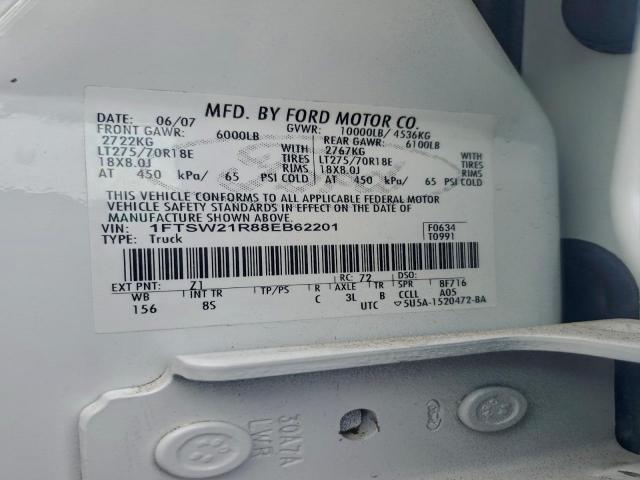 MFD. BY FORD MOTOR CO.
DATE: 06/07 GVWR: 10000LB/ 4536KG
FRONT GAWR: 6000LB REAR GAWR: 6100LB
2722KG WITH 2767KG WITH
LT275/70R18E TIRES LT275/70R18E TIRES
18X8.0J RIMS 18X8.0J RIMS
AT 450 kPa/ 65 PSI COLD AT 450 kPa/ 65 PSI COLD
THIS VEHICLE CONFORMS TO ALL APPLICABLE FEDERAL MOTOR
VEHICLE SAFETY STANDARDS IN EFFECT ON THE DATE OF
MANUFACTURE SHOWN ABOVE.
VIN: 1FTSW21R88EB62201 F0634
TYPE: Truck T0991
EXT PNT: Z1 RC: 72 DSO:
WB INT TR TP/PS R AXLE TR SPR 8F716
156 8S C 3L B CCLL A05
UTC 5U5A-1520472-BA
30A7A
LWR